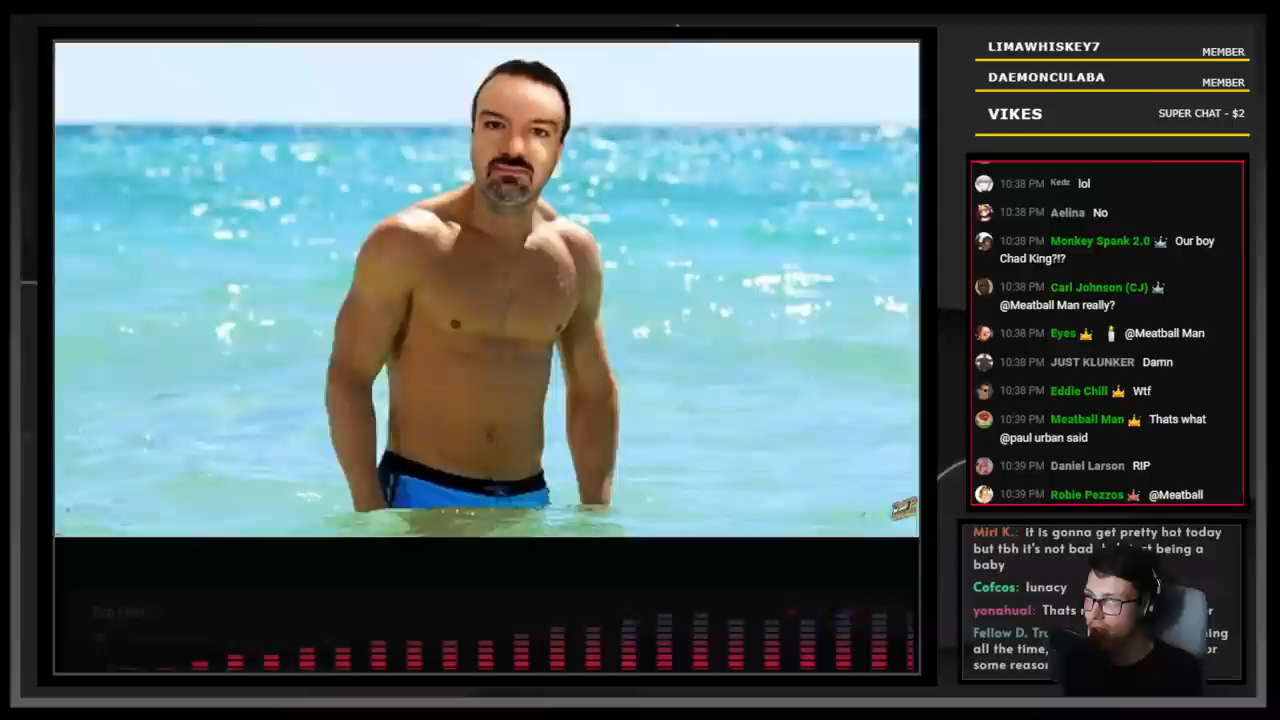 LIMAWHISKEY7 MEMBER
DAEMONCULABA MEMBER
VIKES SUPER CHAT - $2
10:38 PM Kedz lol
10:38 PM Aelina No
10:38 PM Monkey Spank 2.0 Our boy
Chad King?!?
10:38 PM Carl Johnson (CJ)
@Meatball Man really?
10:38 PM Eyes @Meatball Man
10:38 PM JUST KLUNKER Damn
10:38 PM Eddie Chill Wtf
10:39 PM Meatball Man Thats what
@paul urban said
10:39 PM Daniel Larson RIP
10:39 PM Robie Pezzos @Meatball
Miri K.: it is gonna get pretty hot today
but tbh it's not bad being a
baby
Cofcos: lunacy
yonahual: Thats
Fellow D.
all the time,
some reason